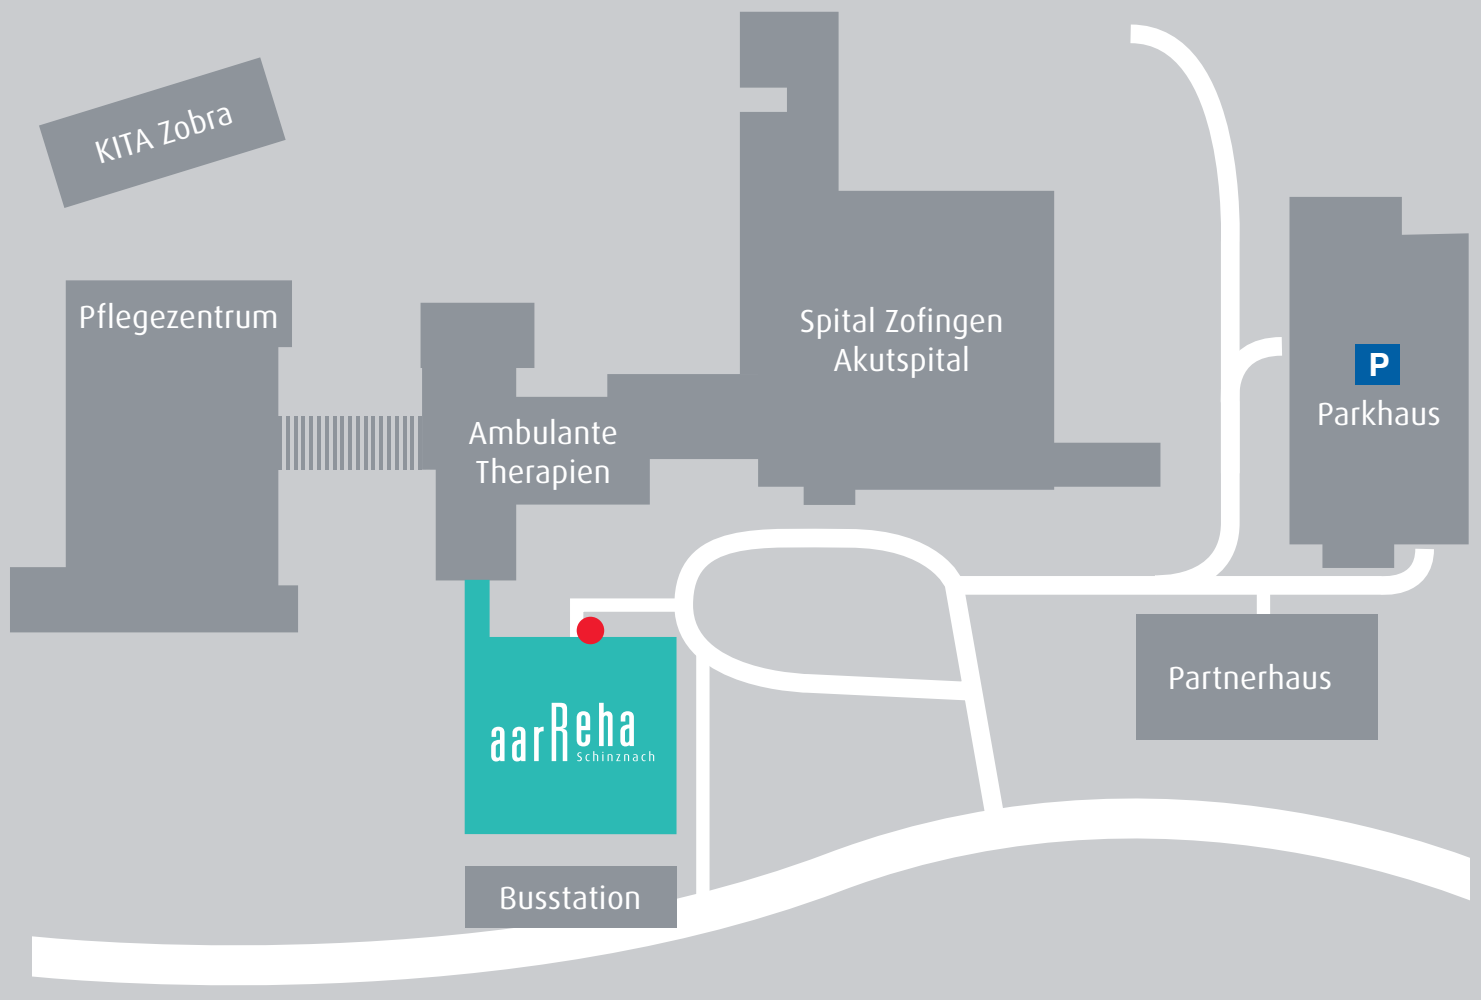 KITA Zobra
Pflegezentrum
Ambulante
Therapien
Spital Zofingen
Akutspital
P
Parkhaus
Partnerhaus
aarReha
Schinznach
Busstation